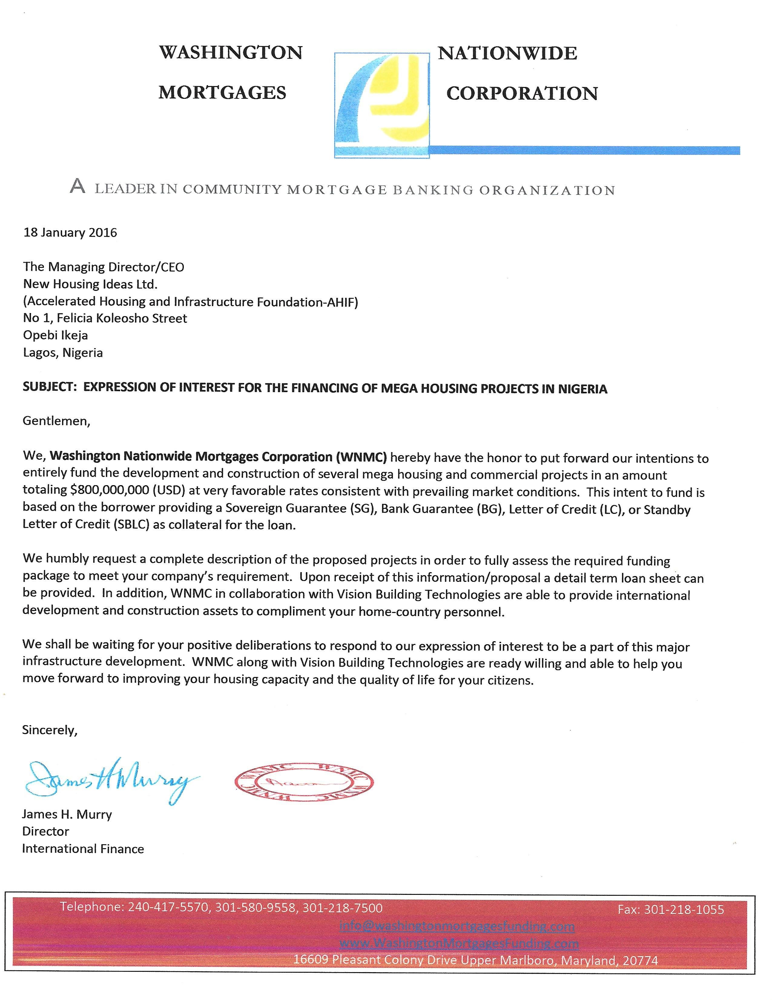 WASHINGTON NATIONWIDE
MORTGAGES CORPORATION
A LEADER IN COMMUNITY MORTGAGE BANKING ORGANIZATION
18 January 2016
The Managing Director/CEO
New Housing Ideas Ltd.
(Accelerated Housing and Infrastructure Foundation-AHIF)
No 1, Felicia Koleosho Street
Opebi Ikeja
Lagos, Nigeria
SUBJECT: EXPRESSION OF INTEREST FOR THE FINANCING OF MEGA HOUSING PROJECTS IN NIGERIA
Gentlemen,
We, Washington Nationwide Mortgages Corporation (WNMC) hereby have the honor to put forward our intentions to
entirely fund the development and construction of several mega housing and commercial projects in an amount
totaling $800,000,000 (USD) at very favorable rates consistent with prevailing market conditions. This intent to fund is
based on the borrower providing a Sovereign Guarantee (SG), Bank Guarantee (BG), Letter of Credit (LC), or Standby
Letter of Credit (SBLC) as collateral for the loan.
We humbly request a complete description of the proposed projects in order to fully assess the required funding
package to meet your company's requirement. Upon receipt of this information/proposal a detail term loan sheet can
be provided. In addition, WNMC in collaboration with Vision Building Technologies are able to provide international
development and construction assets to compliment your home-country personnel.
We shall be waiting for your positive deliberations to respond to our expression of interest to be a part of this major
infrastructure development. WNMC along with Vision Building Technologies are ready willing and able to help you
move forward to improving your housing capacity and the quality of life for your citizens.
Sincerely,
James H Murry
WNMC WNMC WNMC WNMC WNMC
James H. Murry
Director
International Finance
Telephone: 240-417-5570, 301-580-9558, 301-218-7500 Fax: 301-218-1055
info@washingtonmortgagesfunding.com
www.WashingtonMortgagesFunding.com
16609 Pleasant Colony Drive Upper Marlboro, Maryland, 20774